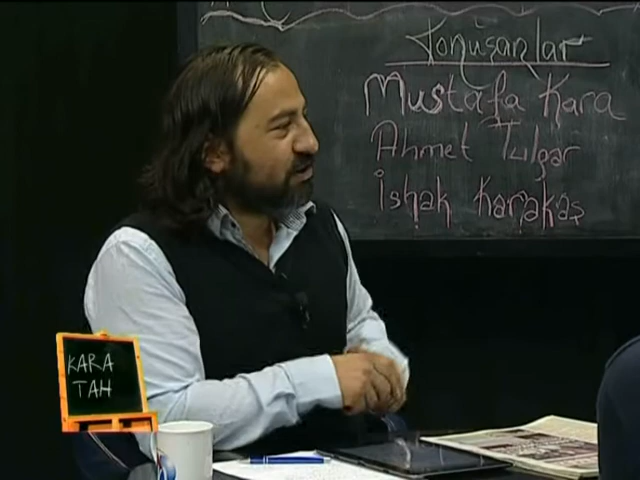 Konuşanlar
Mustafa Kara
Ahmet Tulgar
İshak Karakaş
KARA
TAH